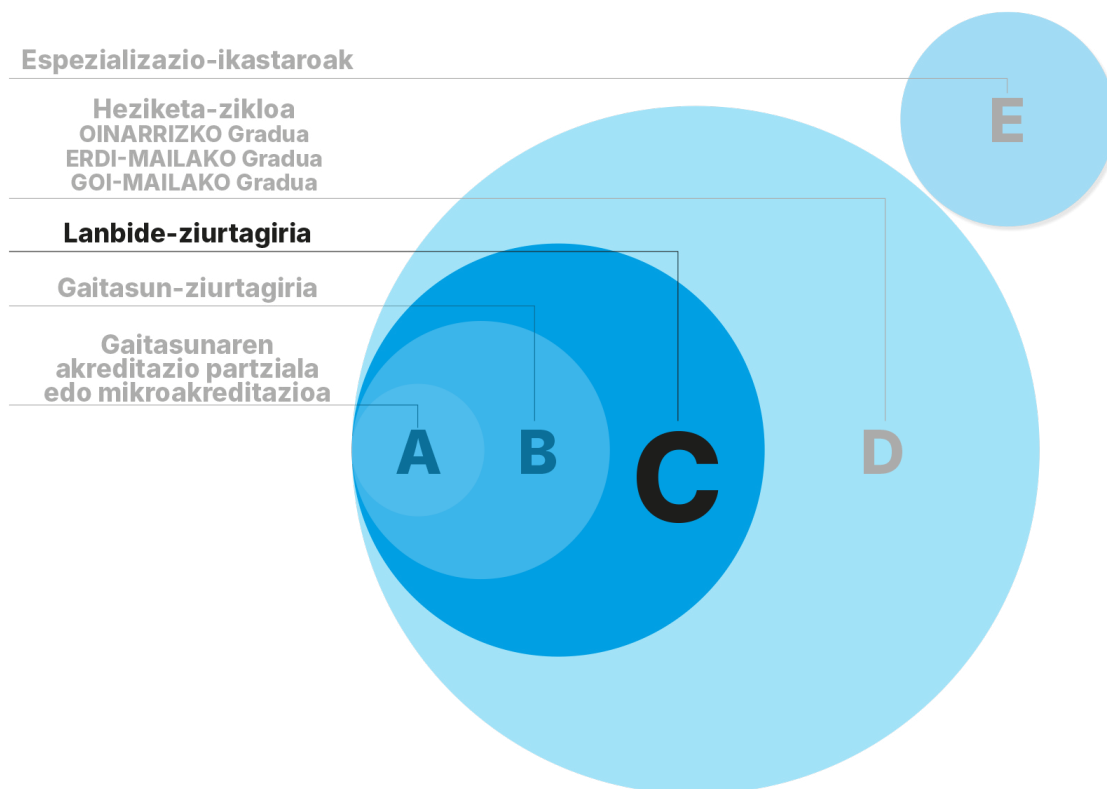 Espezializazio-ikastaroak
Heziketa-zikloa
OINARRIZKO Gradua
ERDI-MAILAKO Gradua
GOI-MAILAKO Gradua
Lanbide-ziurtagiria
Gaitasun-ziurtagiria
Gaitasunaren
akreditazio partziala
edo mikroakreditazioa
E
A
B
C
D